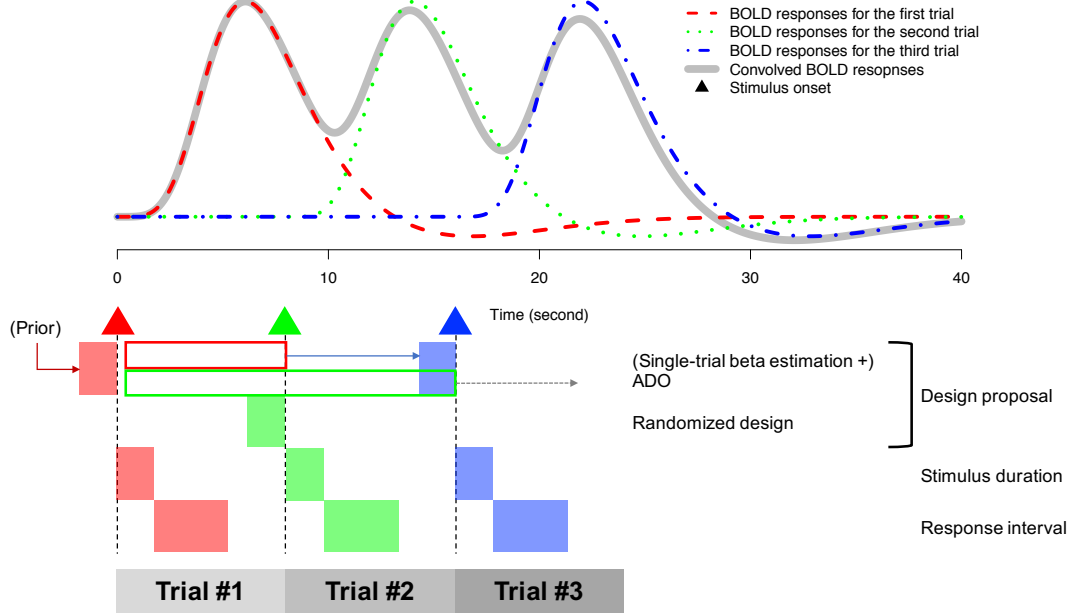 BOLD responses for the first trial
BOLD responses for the second trial
BOLD responses for the third trial
Convolved BOLD resopnses
Stimulus onset
0
10
20
30
40
Time (second)
(Prior)
(Single-trial beta estimation +)
ADO
Randomized design
Design proposal
Stimulus duration
Response interval
Trial #1
Trial #2
Trial #3